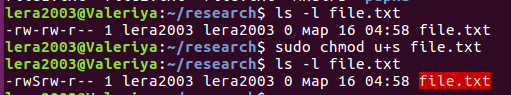 lera2003@Valeriya:~/research$ ls -l file.txt
-rw-rw-r-- 1 lera2003 lera2003 0 мар 16 04:58 file.txt
lera2003@Valeriya:~/research$ sudo chmod u+s file.txt
lera2003@Valeriya:~/research$ ls -l file.txt
-rwSrw-r-- 1 lera2003 lera2003 0 мар 16 04:58 file.txt